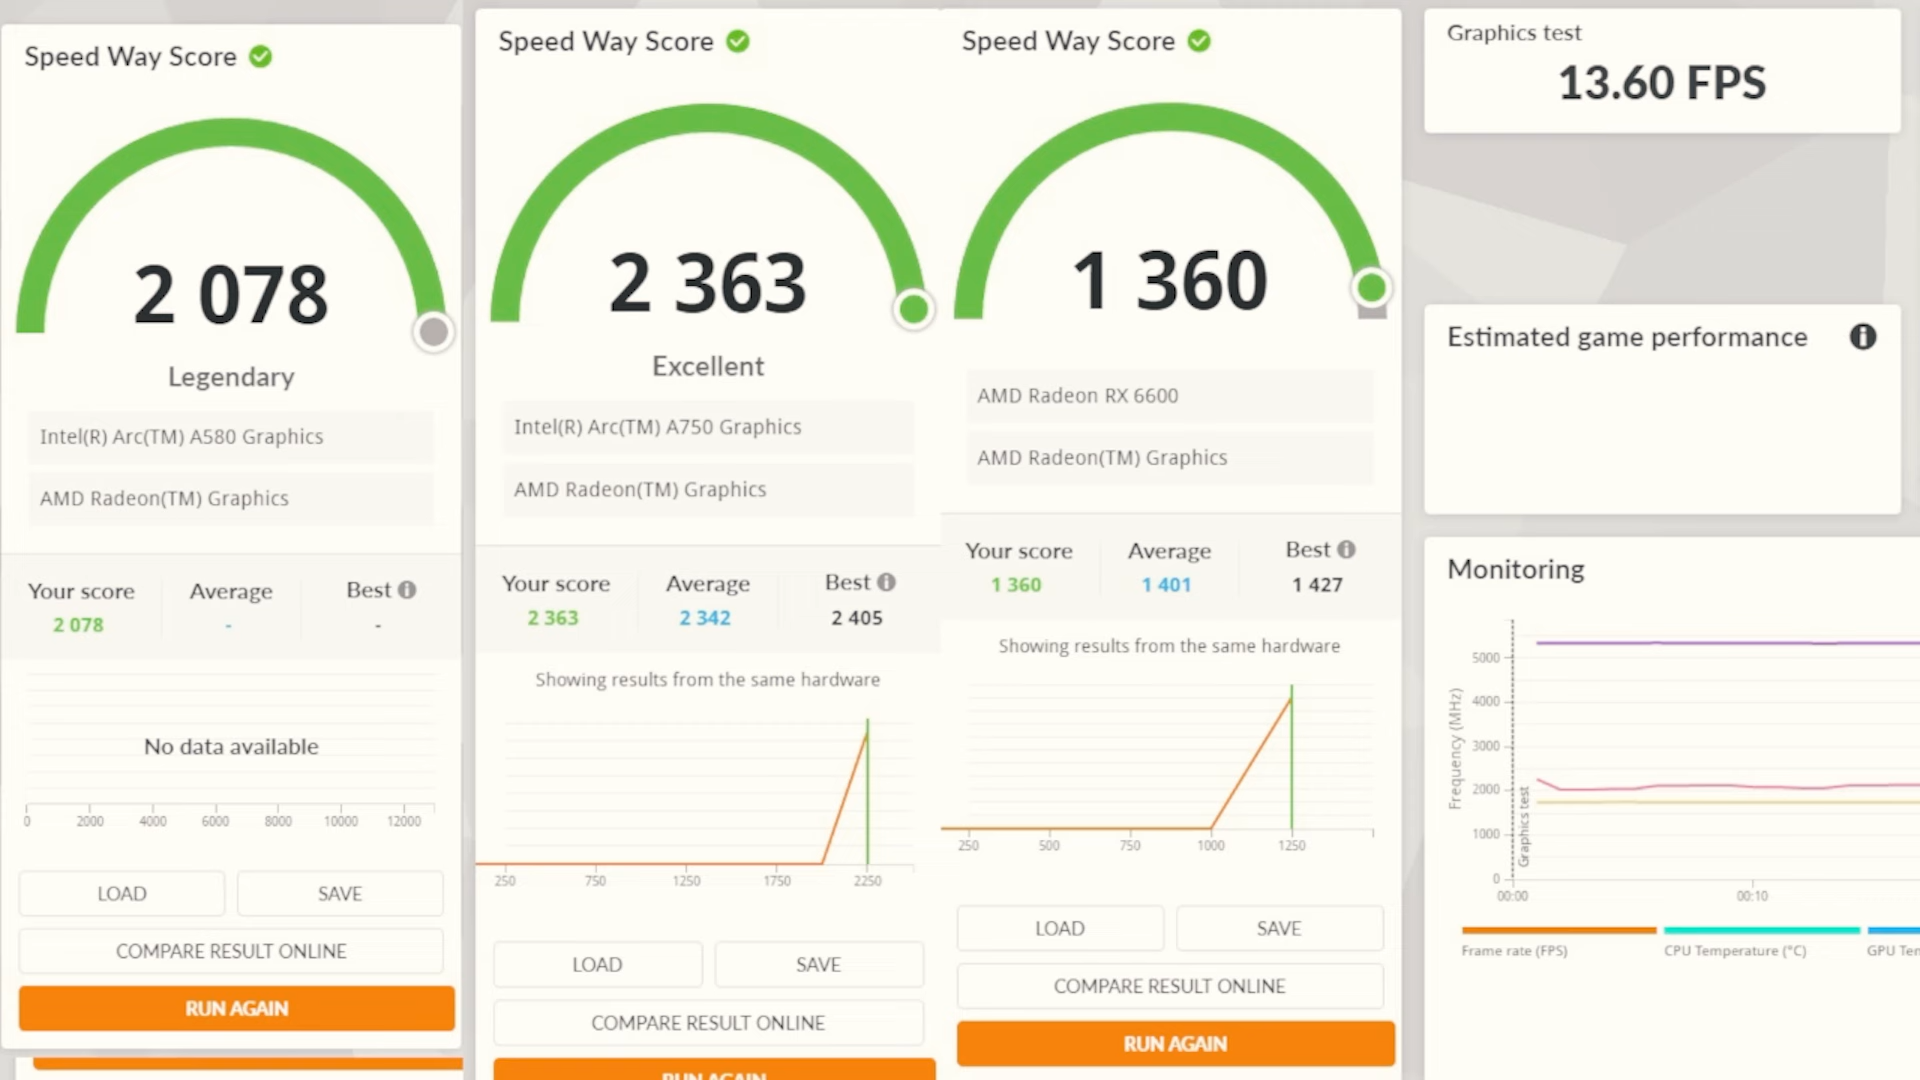 Speed Way Score
2 078
Legendary
Intel(R) Arc(TM) A580 Graphics
AMD Radeon(TM) Graphics
Your score
Average
Best
2 078
-
-
No data available
0
2000
4000
6000
8000
10000
12000
LOAD
SAVE
COMPARE RESULT ONLINE
RUN AGAIN
Speed Way Score
2 363
Excellent
Intel(R) Arc(TM) A750 Graphics
AMD Radeon(TM) Graphics
Your score
Average
Best
2 363
2 342
2 405
Showing results from the same hardware
250
750
1250
1750
2250
LOAD
SAVE
COMPARE RESULT ONLINE
RUN AGAIN
Speed Way Score
1 360
AMD Radeon RX 6600
AMD Radeon(TM) Graphics
Your score
Average
Best
1 360
1 401
1 427
Showing results from the same hardware
250
500
750
1000
1250
LOAD
SAVE
COMPARE RESULT ONLINE
RUN AGAIN
Graphics test
13.60 FPS
Estimated game performance
Monitoring
Frequency (MHz)
5000
4000
3000
2000
1000
0
Graphics test
00:00
00:10
Frame rate (FPS)
CPU Temperature (°C)
GPU Ten